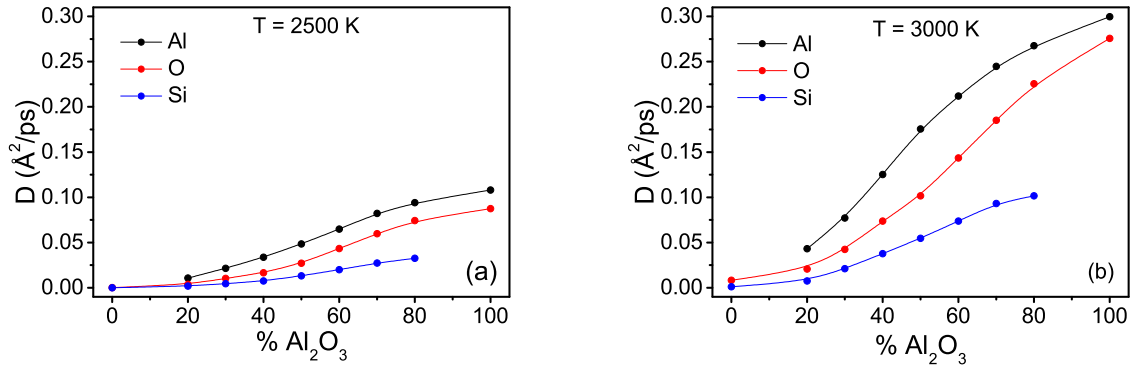 T = 2500 K
Al
O
Si
D (Å²/ps)
0.30
0.25
0.20
0.15
0.10
0.05
0.00
0 20 40 60 80 100
% Al₂O₃
(a)
T = 3000 K
Al
O
Si
D (Å²/ps)
0.30
0.25
0.20
0.15
0.10
0.05
0.00
0 20 40 60 80 100
% Al₂O₃
(b)